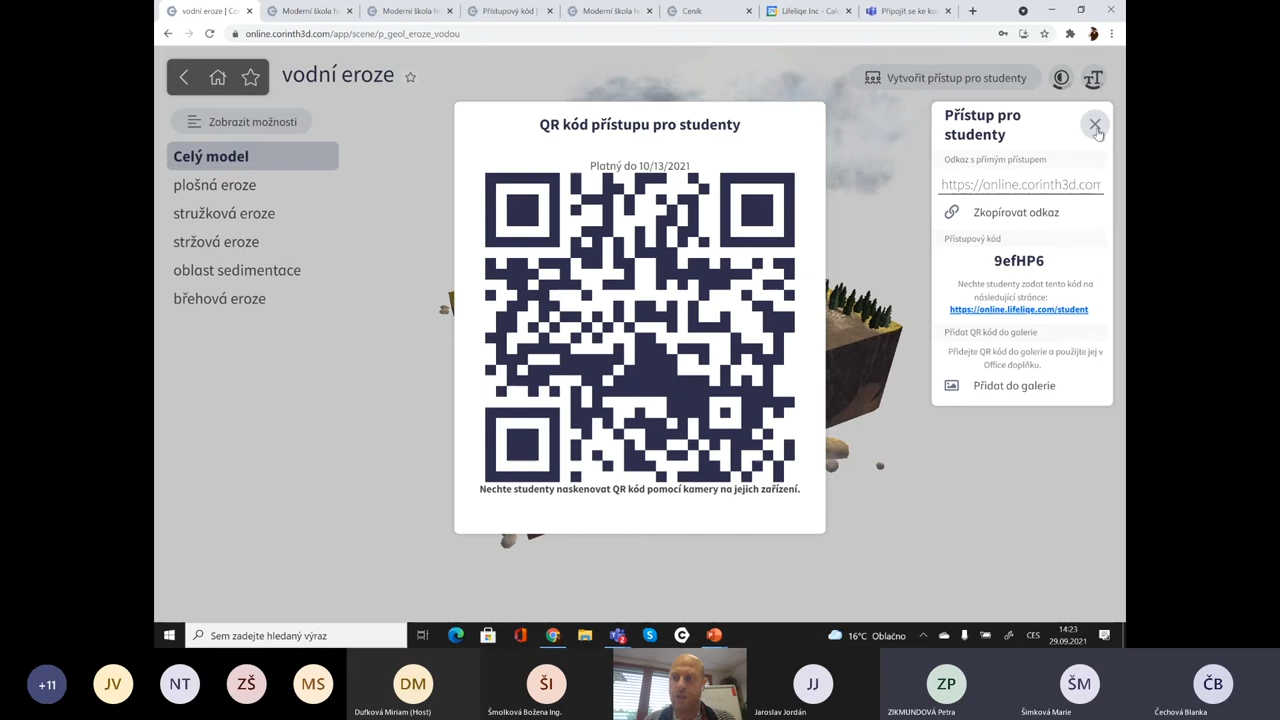 vodní eroze | Co
Moderní škola h
Moderní škola h
Přístupový kód |
Moderní škola h
Ceník
Lifeliqe Inc - Cale
Připojit se ke ko
online.corinth3d.com/app/scene/p_geol_eroze_vodou
vodní eroze
Vytvořit přístup pro studenty
Zobrazit možnosti
Celý model
plošná eroze
stružková eroze
stržová eroze
oblast sedimentace
břehová eroze
QR kód přístupu pro studenty
Platný do 10/13/2021
Nechte studenty naskenovat QR kód pomocí kamery na jejich zařízení.
Přístup pro
studenty
Odkaz s přímým přístupem
https://online.corinth3d.com
Zkopírovat odkaz
Přístupový kód
9efHP6
Nechte studenty zadat tento kód na
následující stránce:
https://online.lifeliqe.com/student
Přidat QR kód do galerie
Přidejte QR kód do galerie a použijte jej v
Office doplňku.
Přidat do galerie
Sem zadejte hledaný výraz
16°C Oblačno
CES
14:23
29.09.2021
+11
JV
NT
ZŠ
MS
DM
Dufková Miriam (Host)
ŠI
Šmolková Božena Ing.
JJ
Jaroslav Jordán
ZP
ZIKMUNDOVÁ Petra
ŠM
Šimková Marie
ČB
Čechová Blanka